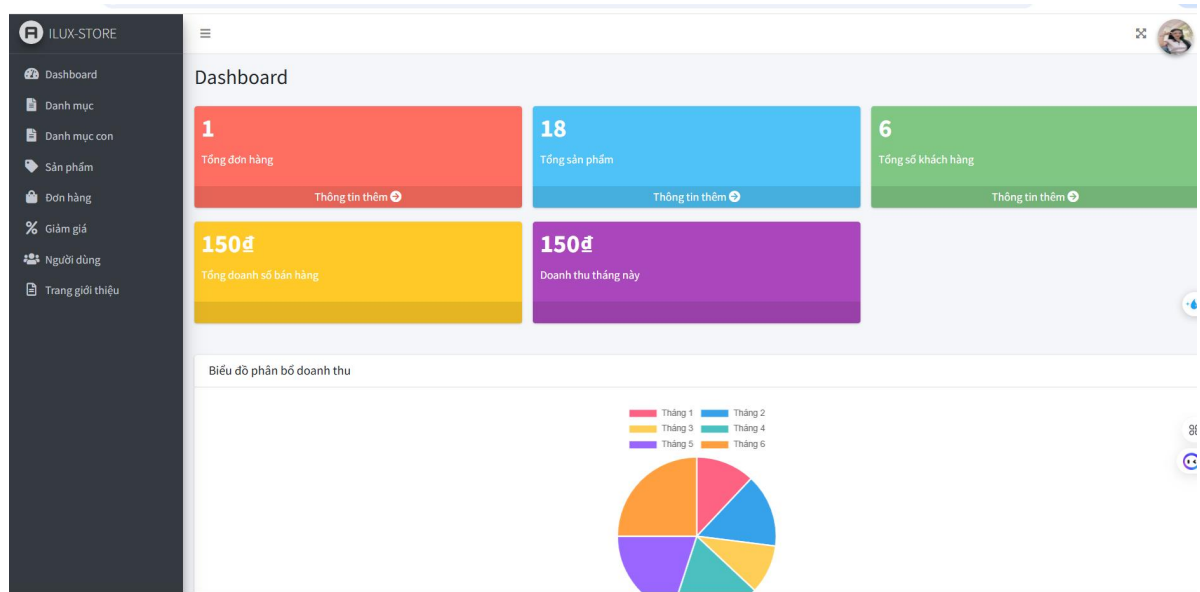 ILUX-STORE
Dashboard
Danh mục
Danh mục con
Sản phẩm
Đơn hàng
Giảm giá
Người dùng
Trang giới thiệu
Dashboard
1
Tổng đơn hàng
Thông tin thêm
18
Tổng sản phẩm
Thông tin thêm
6
Tổng số khách hàng
Thông tin thêm
150₫
Tổng doanh số bán hàng
150₫
Doanh thu tháng này
Biểu đồ phân bố doanh thu
Tháng 1 Tháng 2
Tháng 3 Tháng 4
Tháng 5 Tháng 6